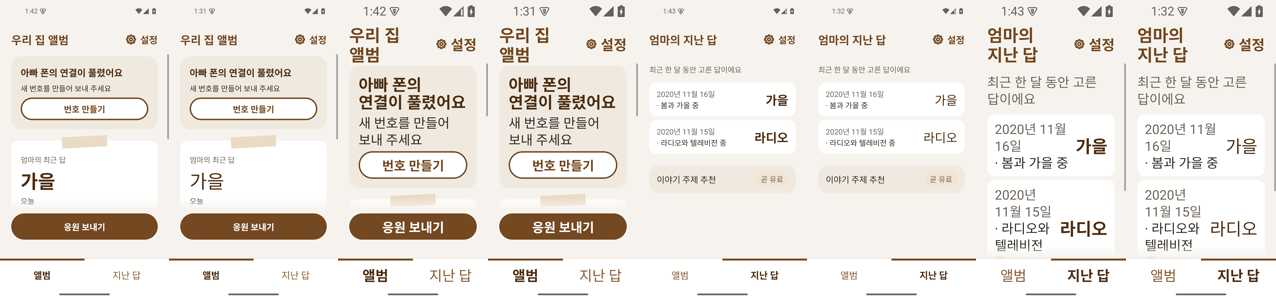 1:42
우리 집 앨범
설정
아빠 폰의 연결이 풀렸어요
새 번호를 만들어 보내 주세요
번호 만들기
엄마의 최근 답
가을
오늘
응원 보내기
앨범 지난 답
1:31
우리 집 앨범
설정
아빠 폰의 연결이 풀렸어요
새 번호를 만들어 보내 주세요
번호 만들기
엄마의 최근 답
가을
오늘
응원 보내기
앨범 지난 답
1:42
우리 집
앨범
설정
아빠 폰의
연결이 풀렸어요
새 번호를 만들어
보내 주세요
번호 만들기
응원 보내기
앨범 지난 답
1:31
우리 집
앨범
설정
아빠 폰의
연결이 풀렸어요
새 번호를 만들어
보내 주세요
번호 만들기
응원 보내기
앨범 지난 답
1:43
엄마의 지난 답
설정
최근 한 달 동안 고른 답이에요
2020년 11월 16일
· 봄과 가을 중
가을
2020년 11월 15일
· 라디오와 텔레비전 중
라디오
이야기 주제 추천
곧 유료
앨범 지난 답
1:32
엄마의 지난 답
설정
최근 한 달 동안 고른 답이에요
2020년 11월 16일
· 봄과 가을 중
가을
2020년 11월 15일
· 라디오와 텔레비전 중
라디오
이야기 주제 추천
곧 유료
앨범 지난 답
1:43
엄마의
지난 답
설정
최근 한 달 동안 고른
답이에요
2020년 11월
16일
· 봄과 가을 중
가을
2020년
11월 15일
· 라디오와
텔레비전
라디오
앨범 지난 답
1:32
엄마의
지난 답
설정
최근 한 달 동안 고른
답이에요
2020년 11월
16일
· 봄과 가을 중
가을
2020년
11월 15일
· 라디오와
텔레비전
라디오
앨범 지난 답